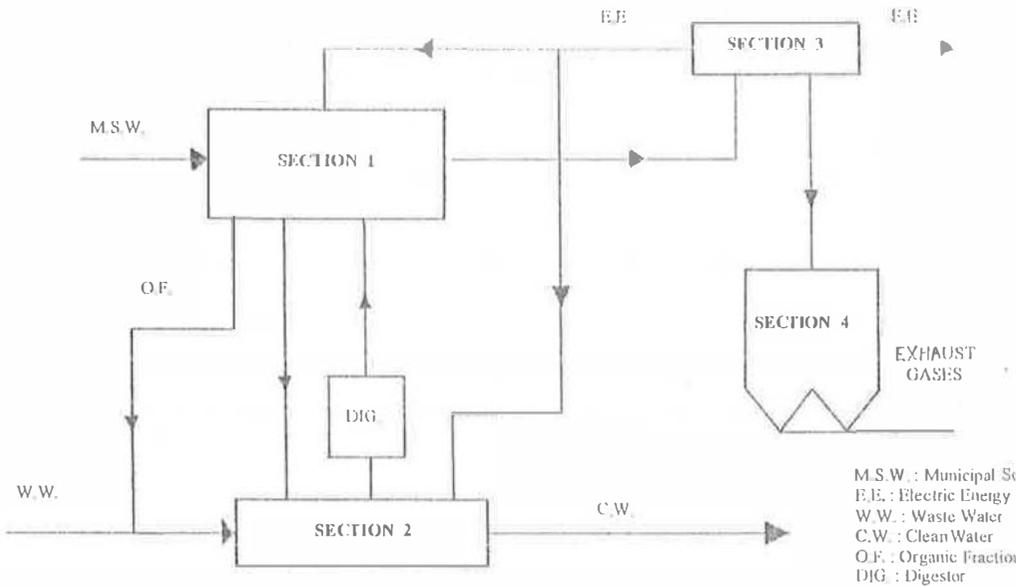 E.E
E.E
SECTION 3
M.S.W.
SECTION 1
O.F.
SECTION 4
EXHAUST
GASES
DIG.
W.W.
SECTION 2
C.W.
M.S.W. : Municipal
E.E. : Electric Energy
W.W. : Waste Water
C.W. : Clean Water
O.F. : Organic Fraction
DIG. : Digestor